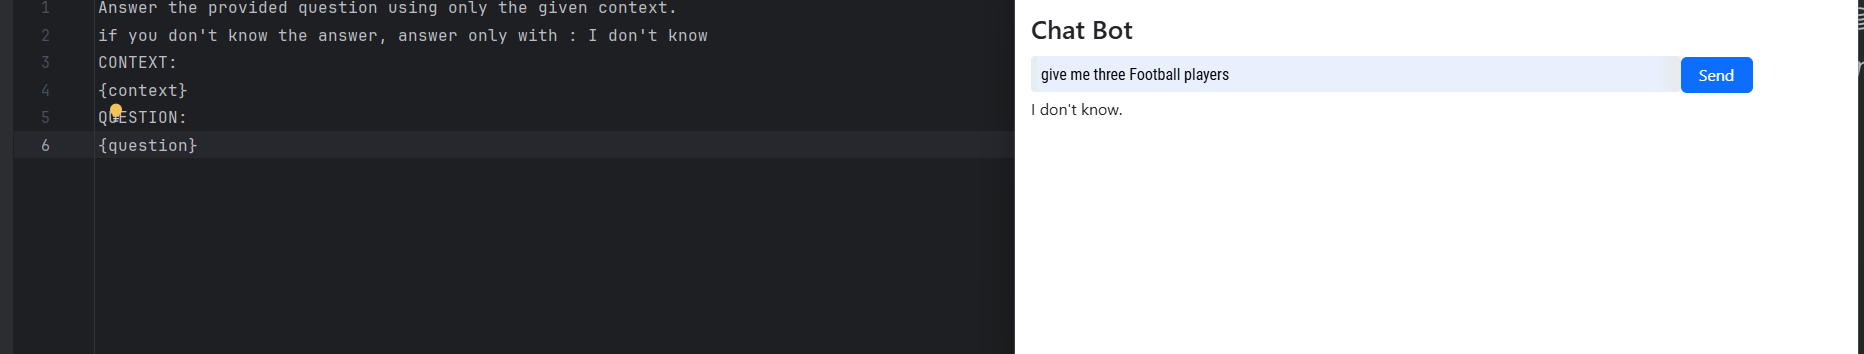 1 Answer the provided question using only the given context.
2 if you don't know the answer, answer only with : I don't know
3 CONTEXT:
4 {context}
5 QUESTION:
6 {question}
Chat Bot
give me three Football players
Send
I don't know.